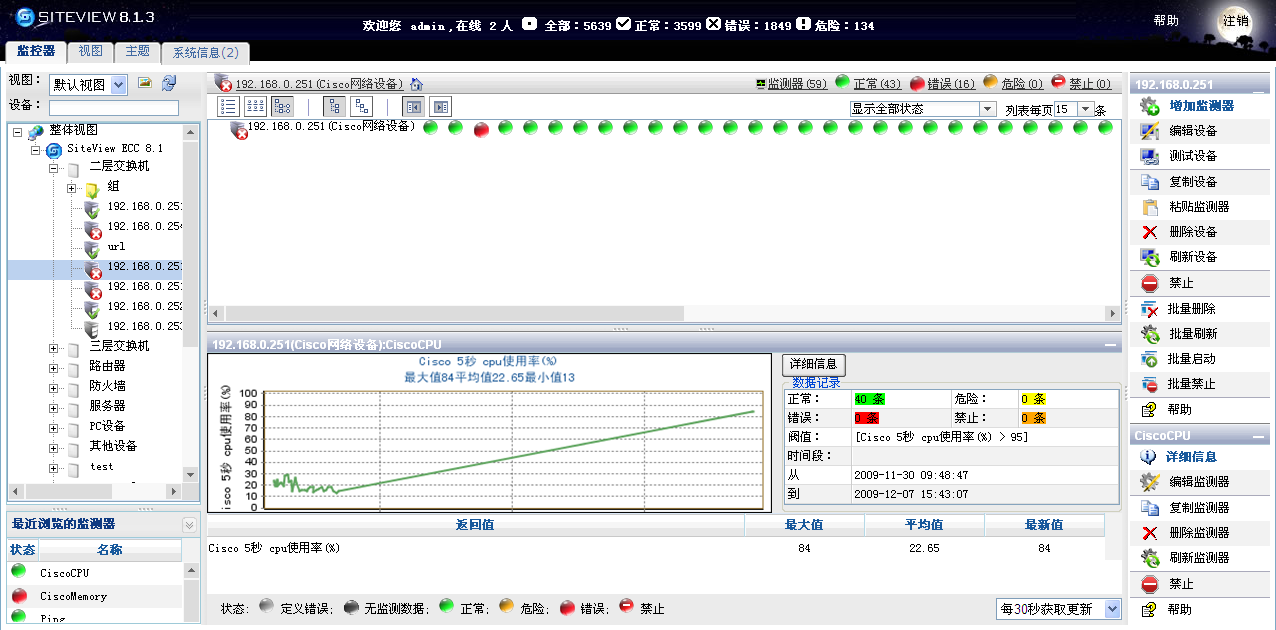 SITEVIEW 8.1.3
欢迎您 admin,在线 2 人 全部：5639 正常：3599 错误：1849 危险：134
帮助 注销
监控器 视图 主题 系统信息(2)
视图： 默认视图
设备：
整体视图
SiteView ECC 8.1
二层交换机
组
192.168.0.25
192.168.0.25
url
192.168.0.25
192.168.0.25
192.168.0.25
192.168.0.25
三层交换机
路由器
防火墙
服务器
PC设备
其他设备
test
最近浏览的监测器
状态 名称
CiscoCPU
CiscoMemory
Ping
192.168.0.251(Cisco网络设备)
监测器(59) 正常(43) 错误(16) 危险(0) 禁止(0)
显示全部状态 列表每页 15 条
192.168.0.251(Cisco网络设备)
192.168.0.251(Cisco网络设备):CiscoCPU
Cisco 5秒 cpu使用率(%)
最大值84平均值22.65最小值13
isco 5秒 cpu使用率(%)
100
90
80
70
60
50
40
30
20
10
0
详细信息
数据记录
正常： 40 条 危险： 0 条
错误： 0 条 禁止： 0 条
阀值： [Cisco 5秒 cpu使用率(%) > 95]
时间段：
从 2009-11-30 09:48:47
到 2009-12-07 15:43:07
返回值 最大值 平均值 最新值
Cisco 5秒 cpu使用率(%) 84 22.65 84
状态: 定义错误; 无监测数据; 正常; 危险; 错误; 禁止
每30秒获取更新
192.168.0.251
增加监测器
编辑设备
测试设备
复制设备
粘贴监测器
删除设备
刷新设备
禁止
批量删除
批量刷新
批量启动
批量禁止
帮助
CiscoCPU
详细信息
编辑监测器
复制监测器
删除监测器
刷新监测器
禁止
帮助